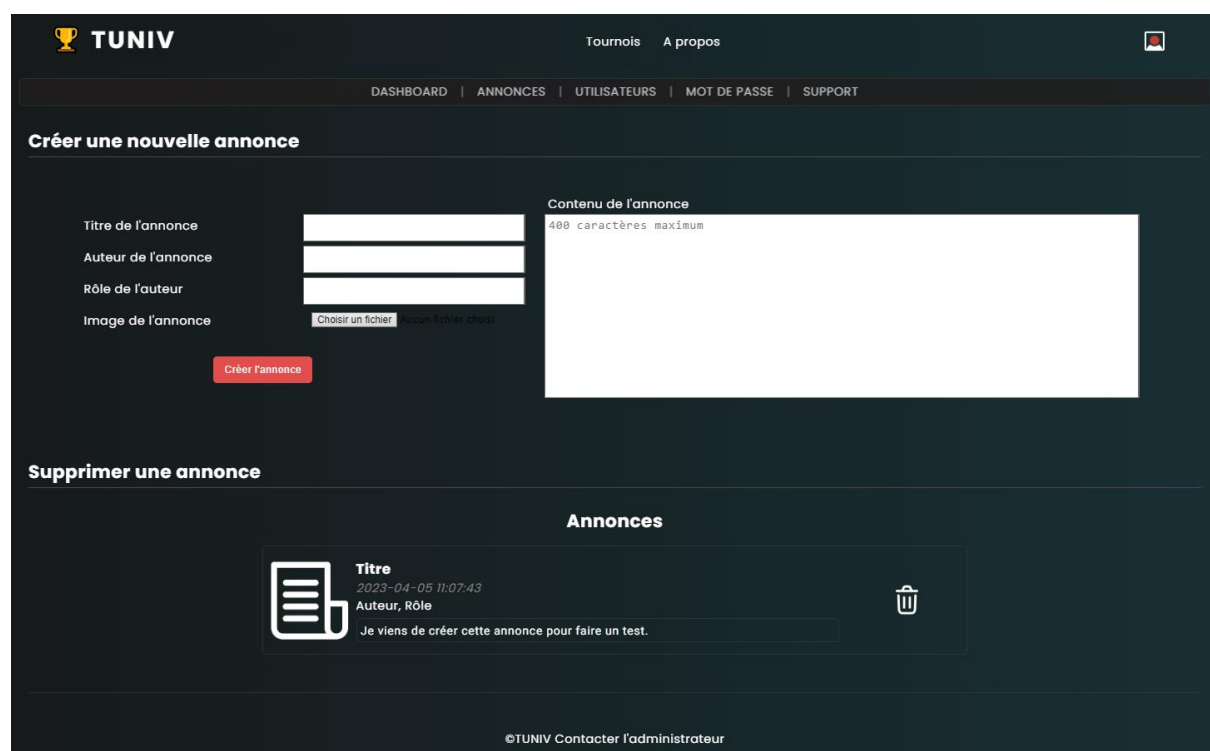 TUNIV
Tournois A propos
DASHBOARD | ANNONCES | UTILISATEURS | MOT DE PASSE | SUPPORT
Créer une nouvelle annonce
Contenu de l'annonce
Titre de l'annonce
400 caractères maximum
Auteur de l'annonce
Rôle de l'auteur
Image de l'annonce Choisir un fichier Aucun fichier choisi
Créer l'annonce
Supprimer une annonce
Annonces
Titre
2023-04-05 11:07:43
Auteur, Rôle
Je viens de créer cette annonce pour faire un test.
©TUNIV Contacter l'administrateur